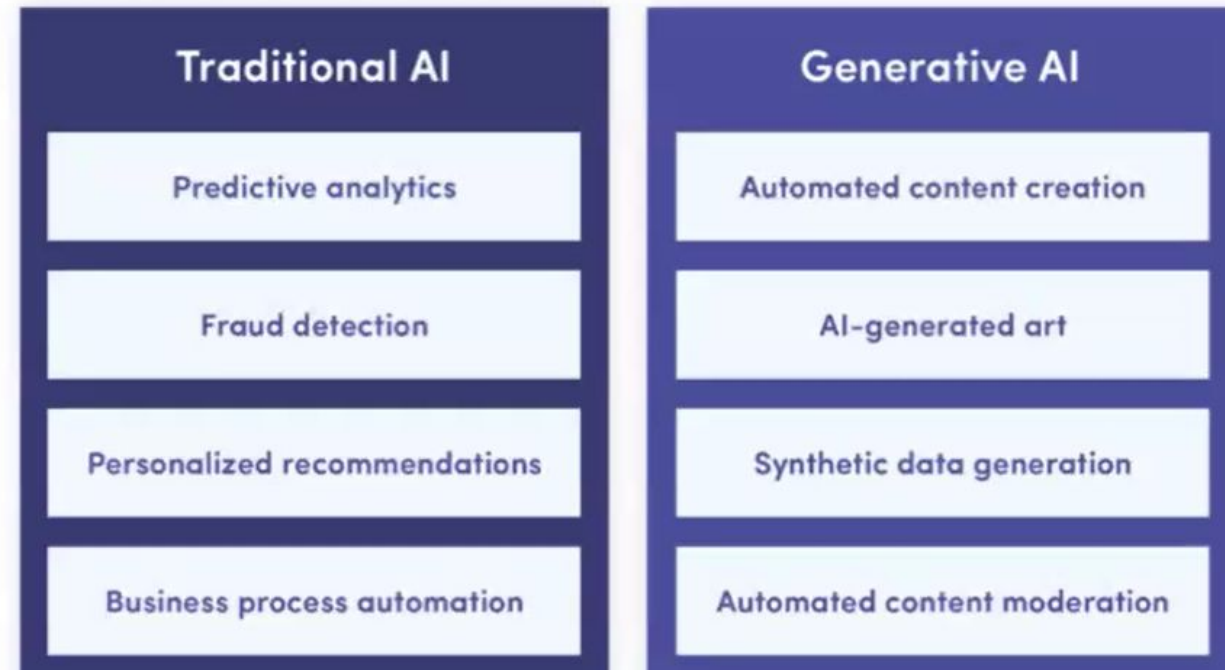 Traditional AI
Predictive analytics
Fraud detection
Personalized recommendations
Business process automation
Generative AI
Automated content creation
AI-generated art
Synthetic data generation
Automated content moderation